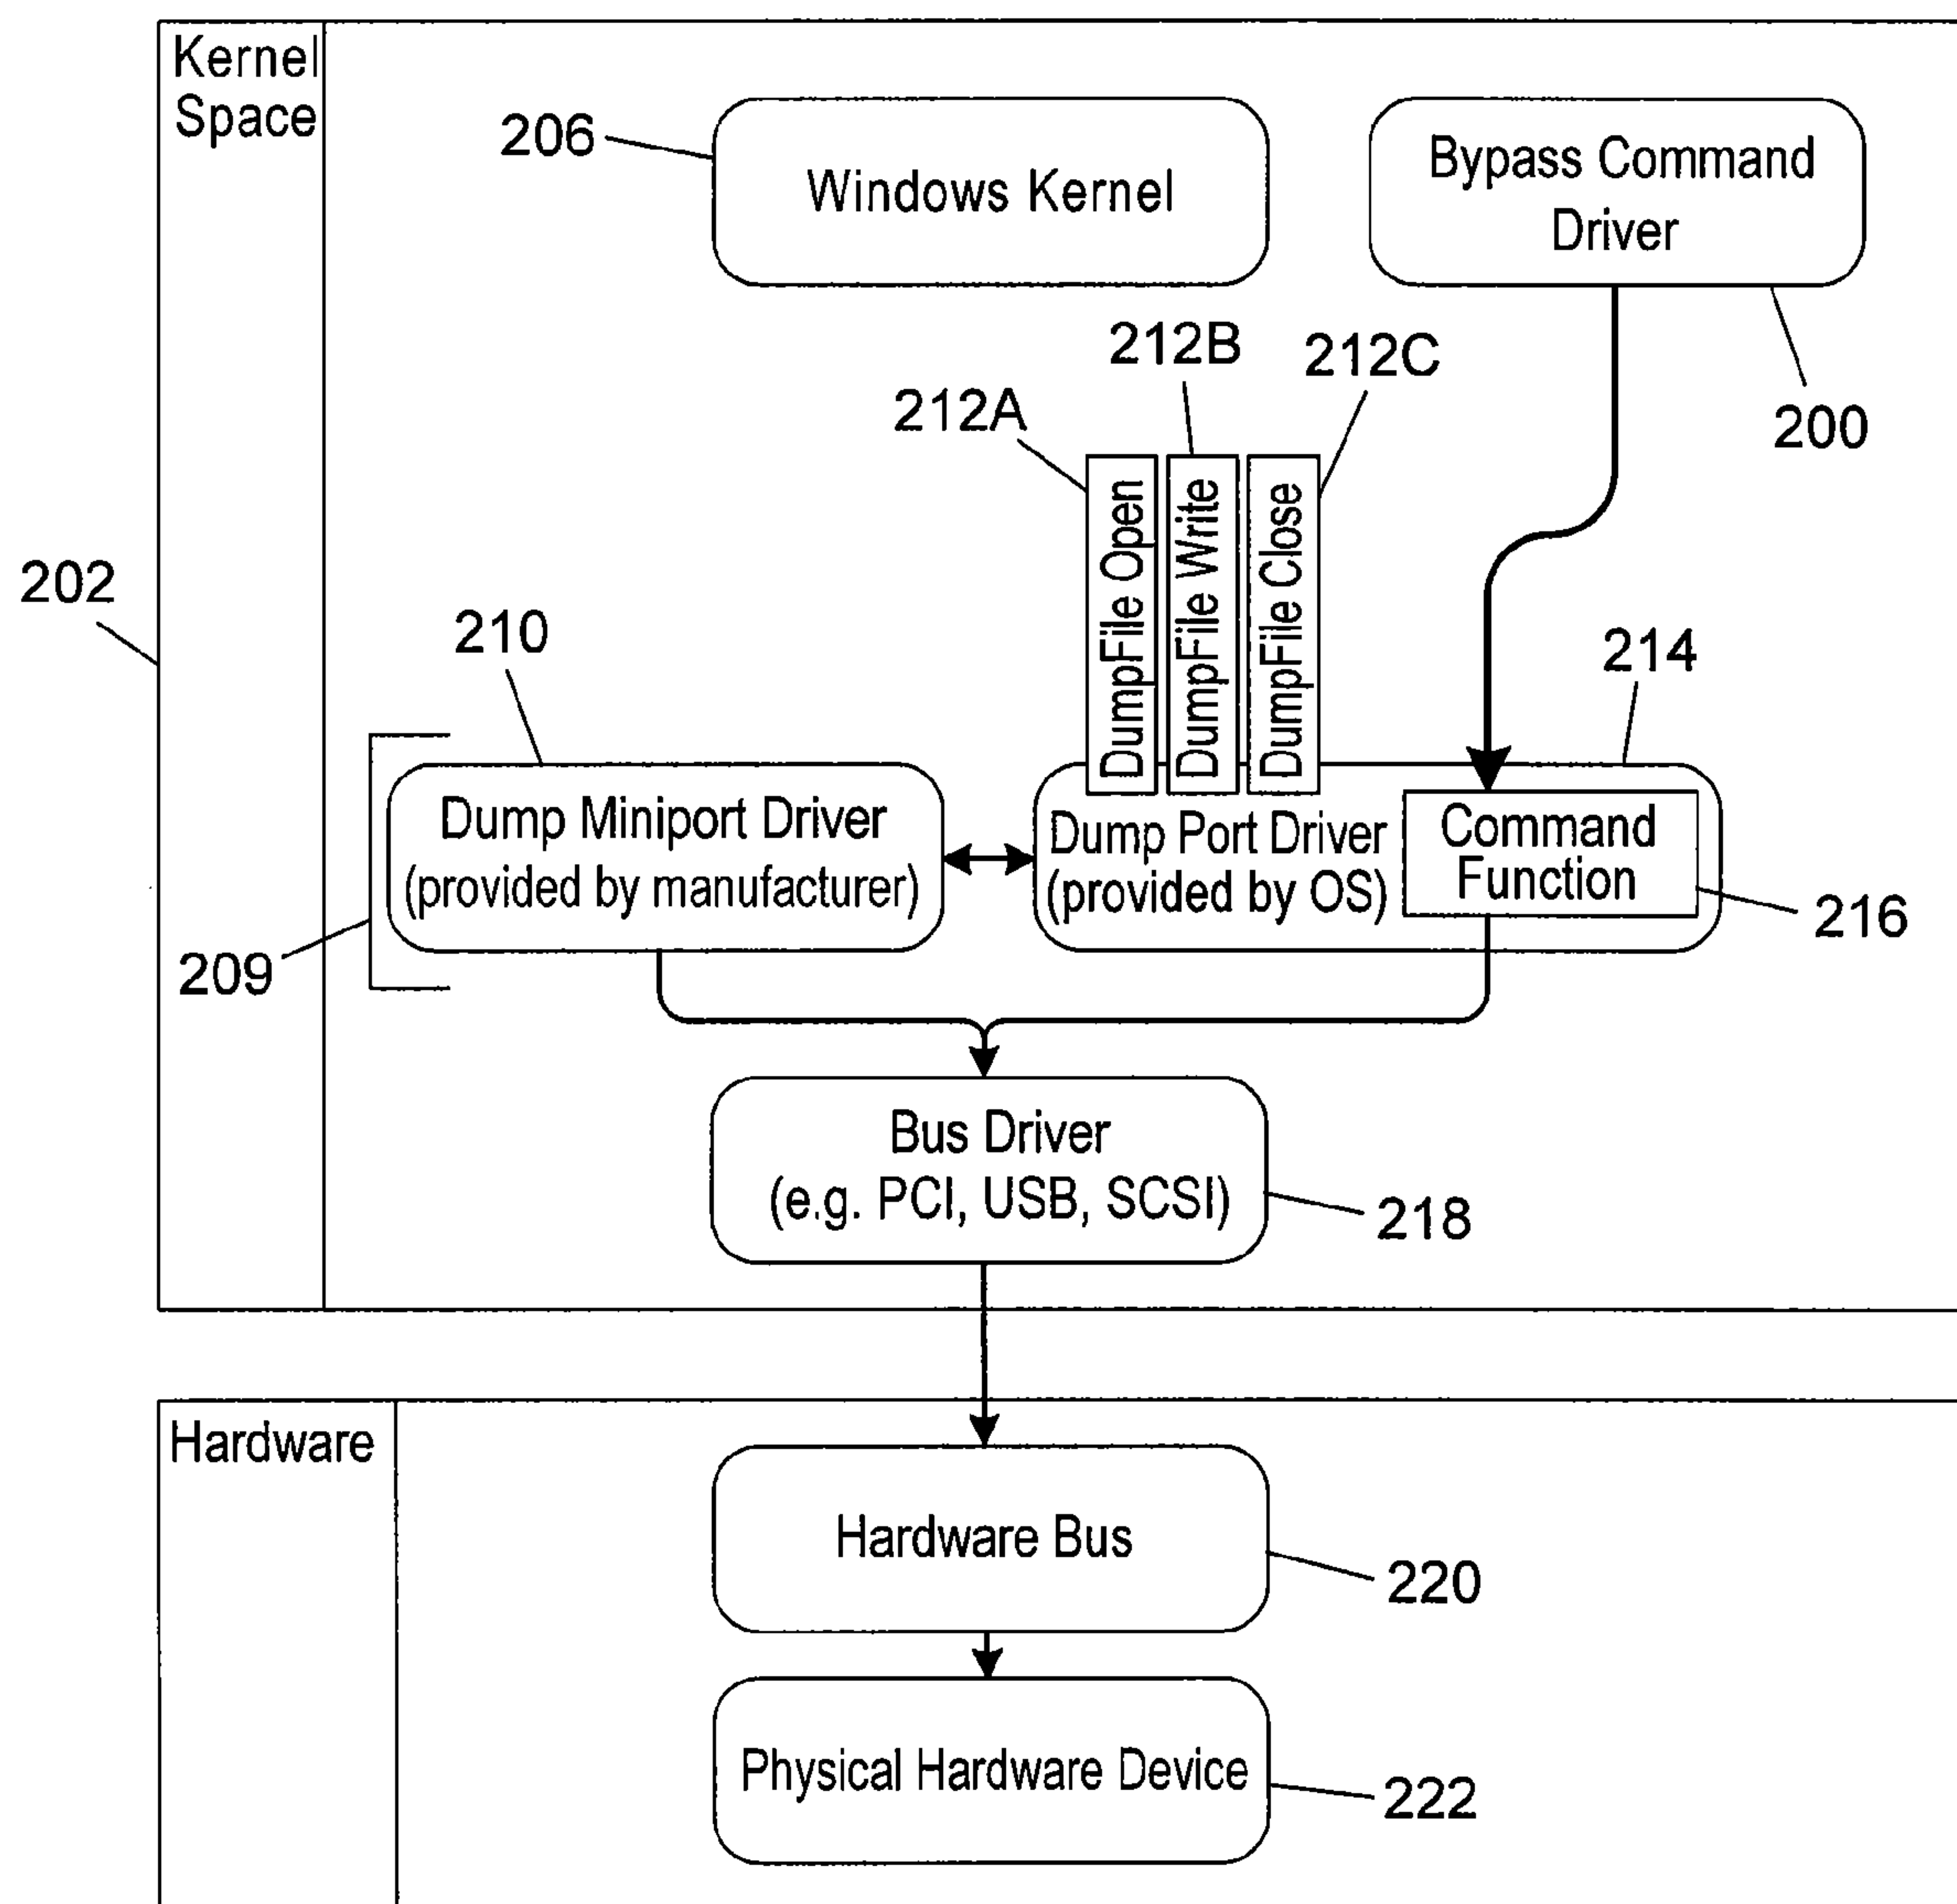 Kernel
Space
206
Windows Kernel
Bypass Command
Driver
200
212A
212B
212C
DumpFile Open
DumpFile Write
DumpFile Close
202
210
214
Dump Miniport Driver
(provided by manufacturer)
Dump Port Driver
(provided by OS)
Command
Function
216
209
Bus Driver
(e.g. PCI, USB, SCSI)
218
Hardware
Hardware Bus
220
Physical Hardware Device
222